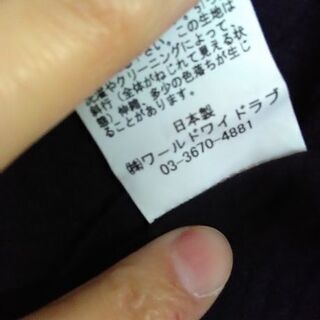 さい。この生地は
洗濯やクリーニングによって、
斜行（全体がねじれて見える状
態）、伸縮、多少の色落ちが生じ
ることがあります。
日本製
㈱ワールドワイドラブ
03-3670-4881